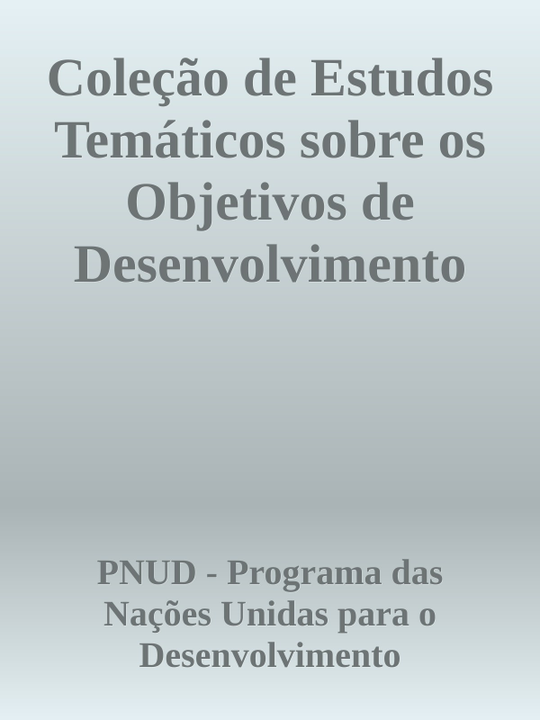 Coleção de Estudos
Temáticos sobre os
Objetivos de
Desenvolvimento
PNUD - Programa das
Nações Unidas para o
Desenvolvimento